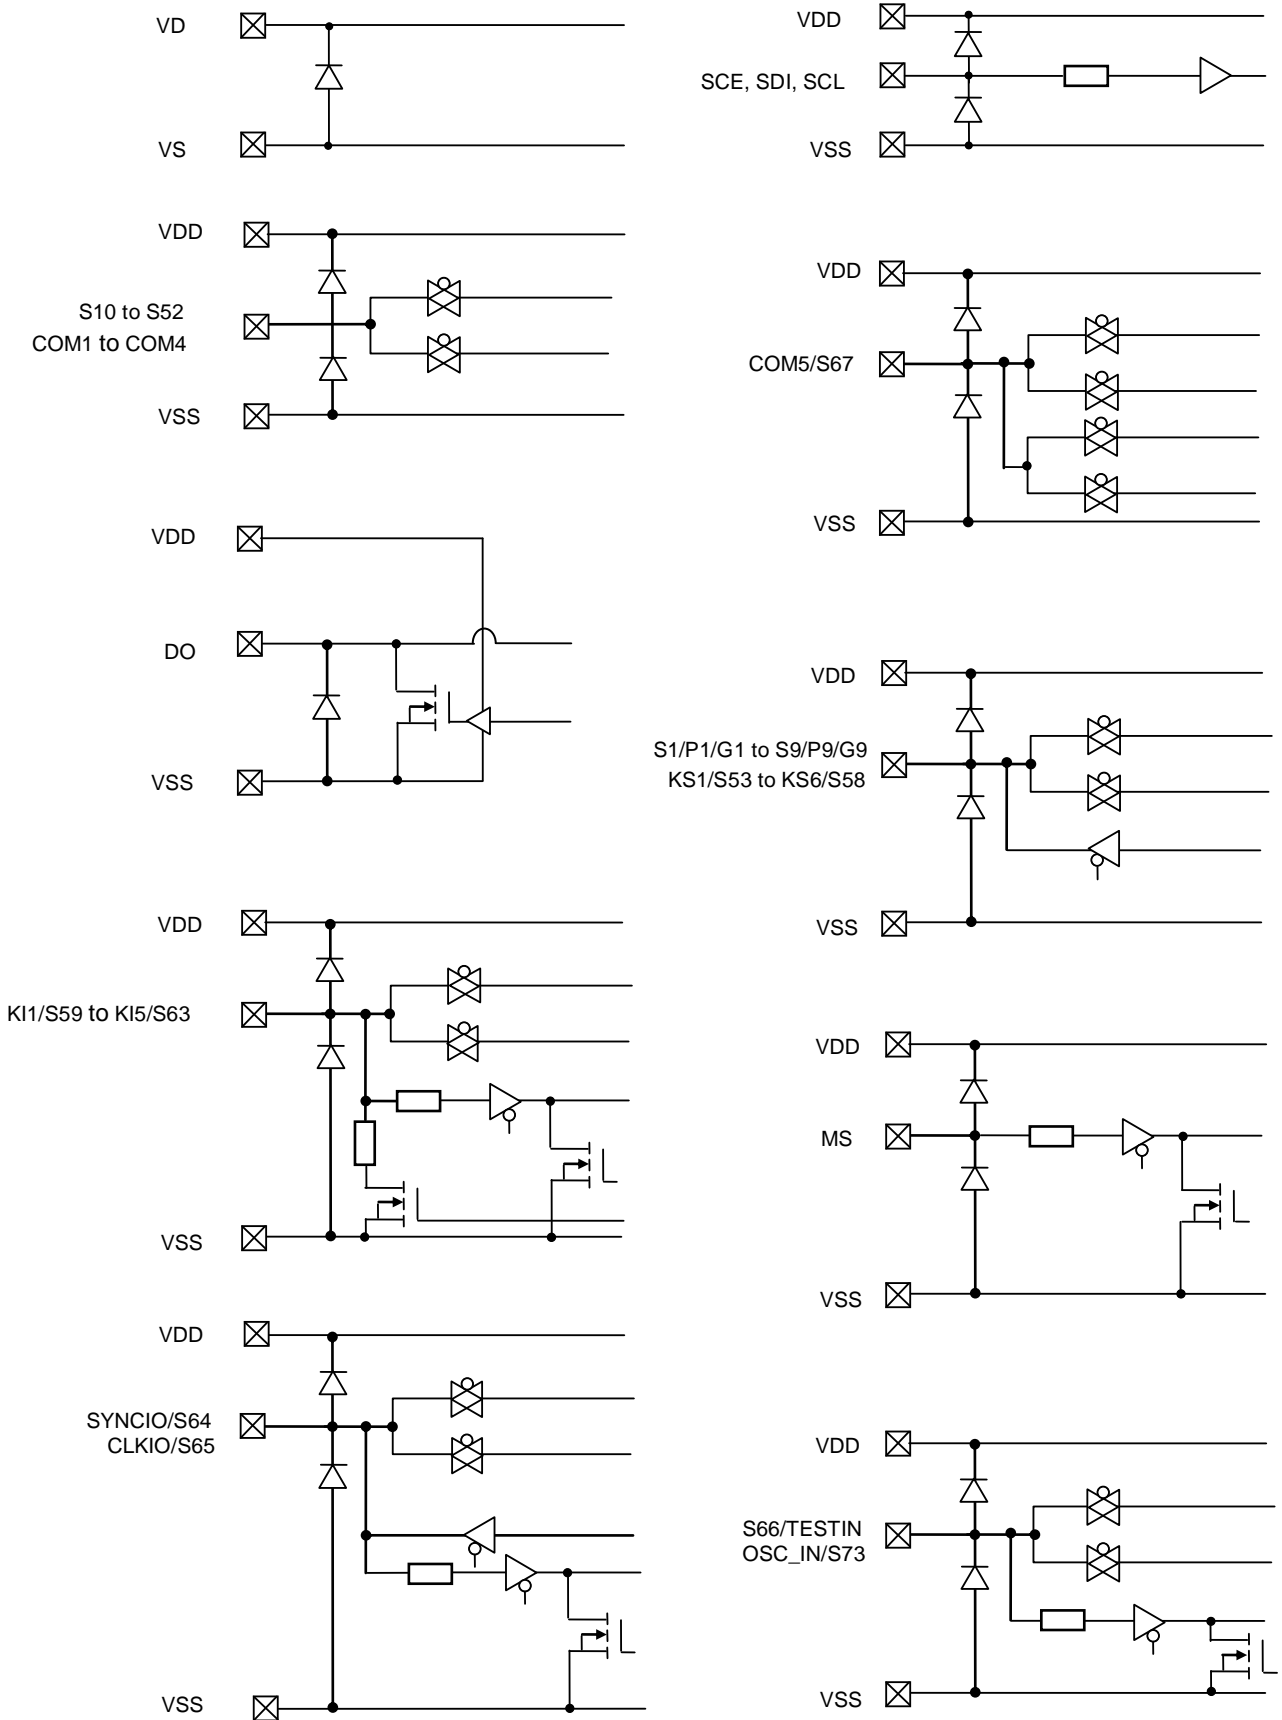 VD
VS
VDD
S10 to S52
COM1 to COM4
VSS
VDD
DO
VSS
VDD
KI1/S59 to KI5/S63
VSS
VDD
SYNCIO/S64
CLKIO/S65
VSS
VDD
SCE, SDI, SCL
VSS
VDD
COM5/S67
VSS
VDD
S1/P1/G1 to S9/P9/G9
KS1/S53 to KS6/S58
VSS
VDD
MS
VSS
VDD
S66/TESTIN
OSC_IN/S73
VSS